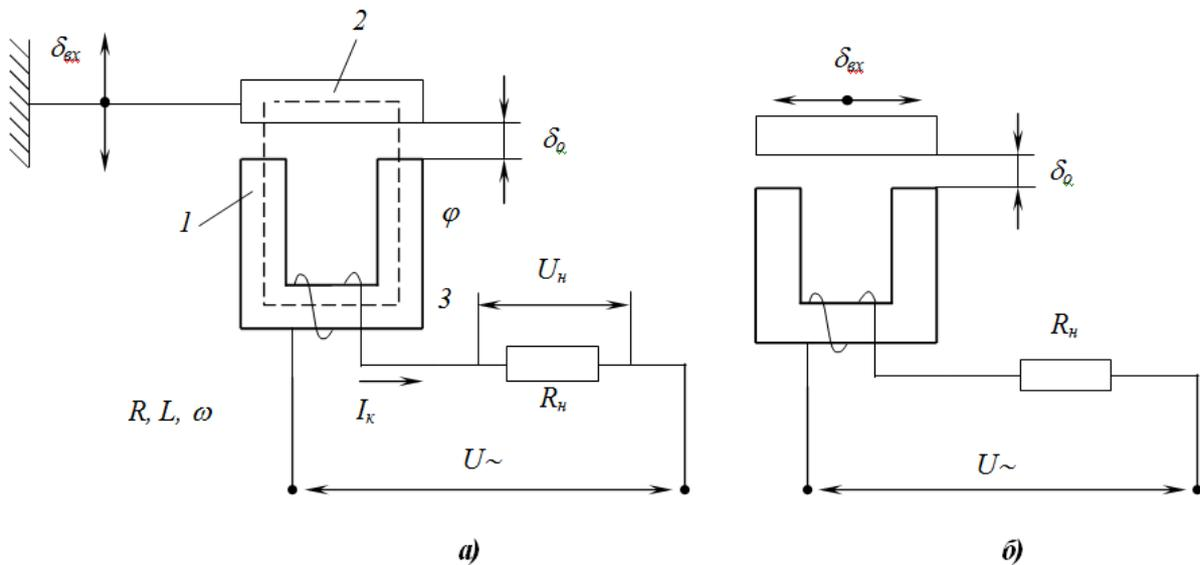 δвх
2
δ0
1
φ
3
Uн
Rн
Iк
R, L, ω
U~
а)
δвх
δ0
Rн
U~
б)